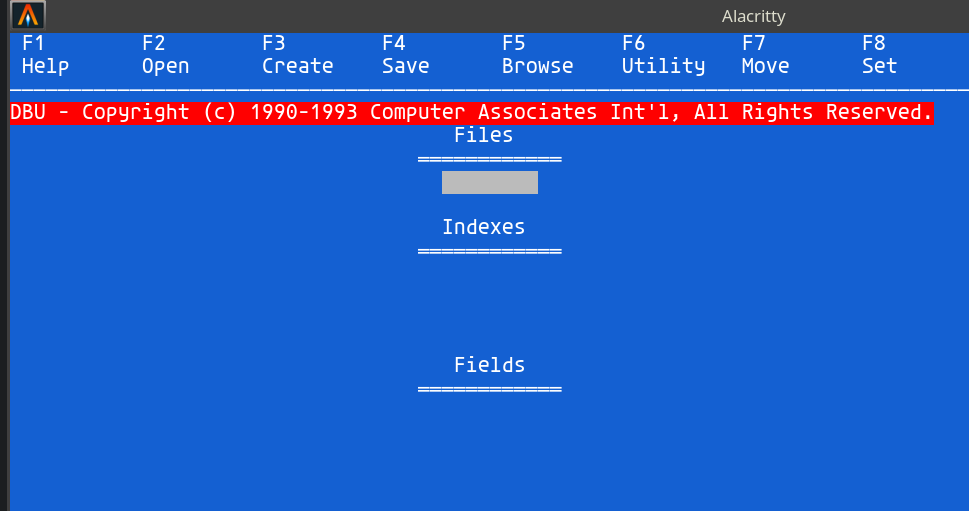 Alacritty
F1 F2 F3 F4 F5 F6 F7 F8
Help Open Create Save Browse Utility Move Set
DBU - Copyright (c) 1990-1993 Computer Associates Int'l, All Rights Reserved.
Files
Indexes
Fields